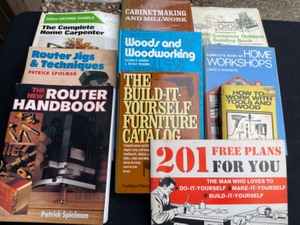 The Complete
Home Carpenter
Router Jigs
& Techniques
PATRICK SPIELMAN
THE NEW
ROUTER
HANDBOOK
Patrick Spielman
CABINETMAKING
AND MILLWORK
Woods and
Woodworking
THE
BUILD-IT-
YOURSELF
FURNITURE
CATALOG
Complete Outdoor
Building Book
COMPLETE BOOK OF
HOME
WORKSHOPS
HOW TO
WORK WITH
TOOLS AND
WOOD
201 FREE PLANS
FOR YOU
THE MAN WHO LOVES TO
DO-IT-YOURSELF MAKE-IT-YOURSELF
BUILD-IT-YOURSELF